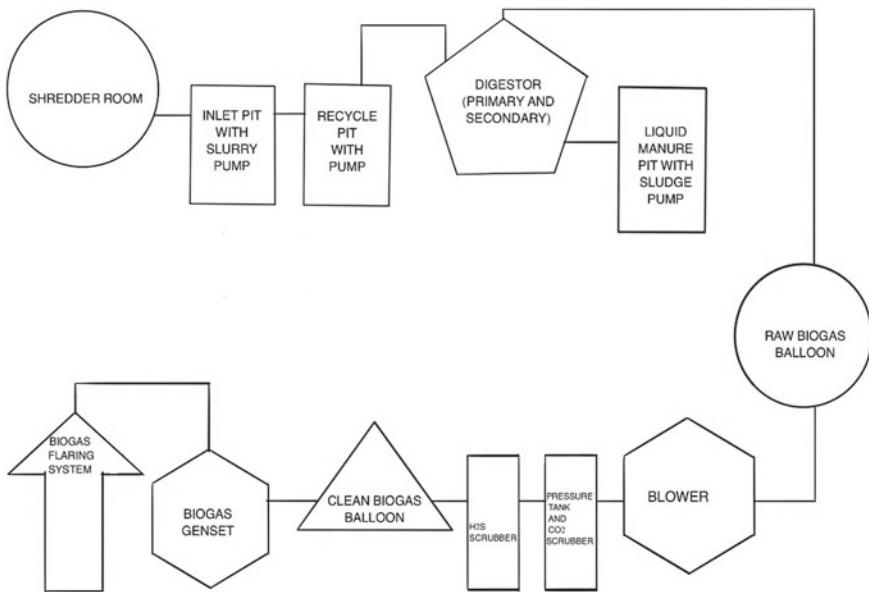 SHREDDER ROOM
INLET PIT
WITH
SLURRY
PUMP
RECYCLE
PIT
WITH
PUMP
DIGESTOR
(PRIMARY AND
SECONDARY)
LIQUID
MANURE
PIT WITH
SLUDGE
PUMP
RAW BIOGAS
BALLOON
BLOWER
PRESSURE
TANK
AND
CO2
SCRUBBER
H2S
SCRUBBER
CLEAN BIOGAS
BALLOON
BIOGAS
GENSET
BIOGAS
FLARING
SYSTEM